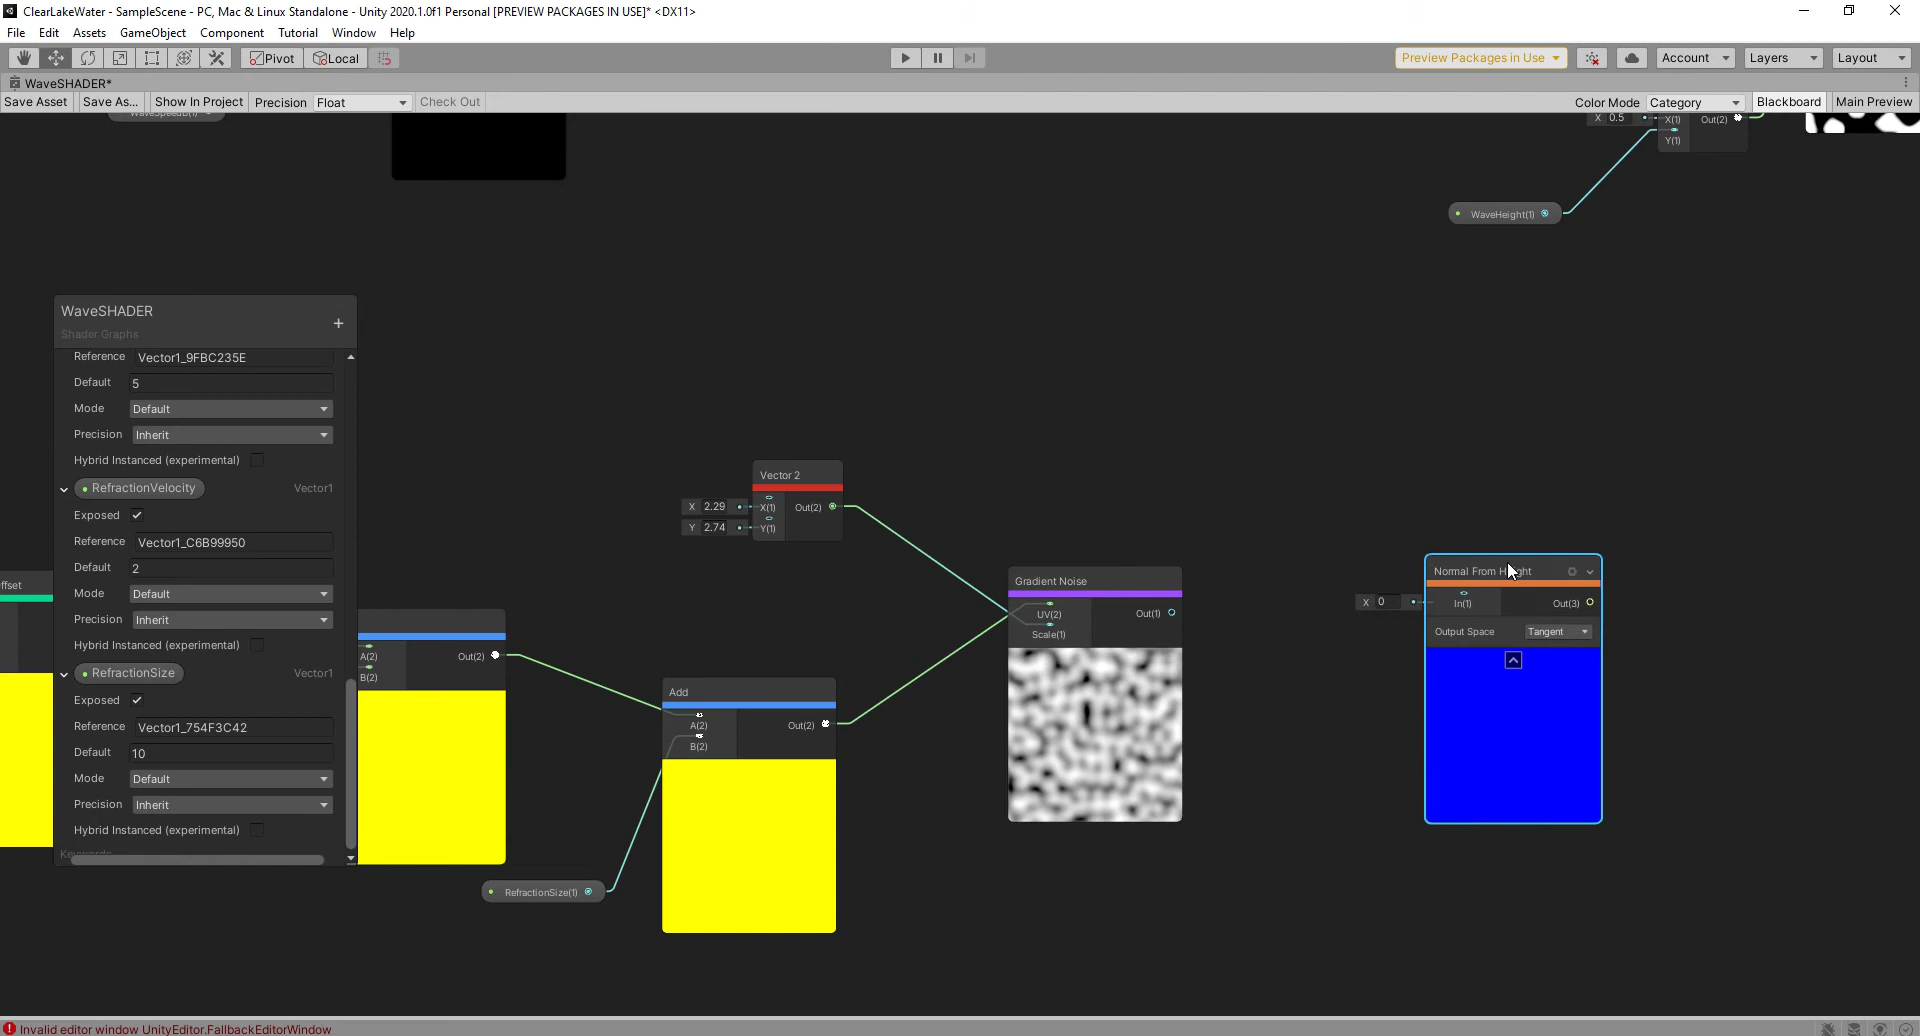 ClearLakeWater - SampleScene - PC, Mac & Linux Standalone - Unity 2020.1.0f1 Personal [PREVIEW PACKAGES IN USE]* <DX11>
File Edit Assets GameObject Component Tutorial Window Help
Pivot Local Preview Packages in Use Account Layers Layout
WaveSHADER*
Save Asset Save As... Show In Project Precision Float Check Out Color Mode Category Blackboard Main Preview
WaveSpeedB(1)
X 0.5 X(1) Out(2)
Y(1)
WaveHeight(1)
WaveSHADER
Shader Graphs
Reference Vector1_9FBC235E
Default 5
Mode Default
Precision Inherit
Hybrid Instanced (experimental)
RefractionVelocity Vector1
Exposed
Reference Vector1_C6B99950
Default 2
Mode Default
Precision Inherit
Hybrid Instanced (experimental)
RefractionSize Vector1
Exposed
Reference Vector1_754F3C42
Default 10
Mode Default
Precision Inherit
Hybrid Instanced (experimental)
Keywords
ffset
A(2) Out(2)
B(2)
Vector 2
X 2.29 X(1) Out(2)
Y 2.74 Y(1)
Add
A(2) Out(2)
B(2)
RefractionSize(1)
Gradient Noise
UV(2) Out(1)
Scale(1)
Normal From Height
X 0 In(1) Out(3)
Output Space Tangent
Invalid editor window UnityEditor.FallbackEditorWindow